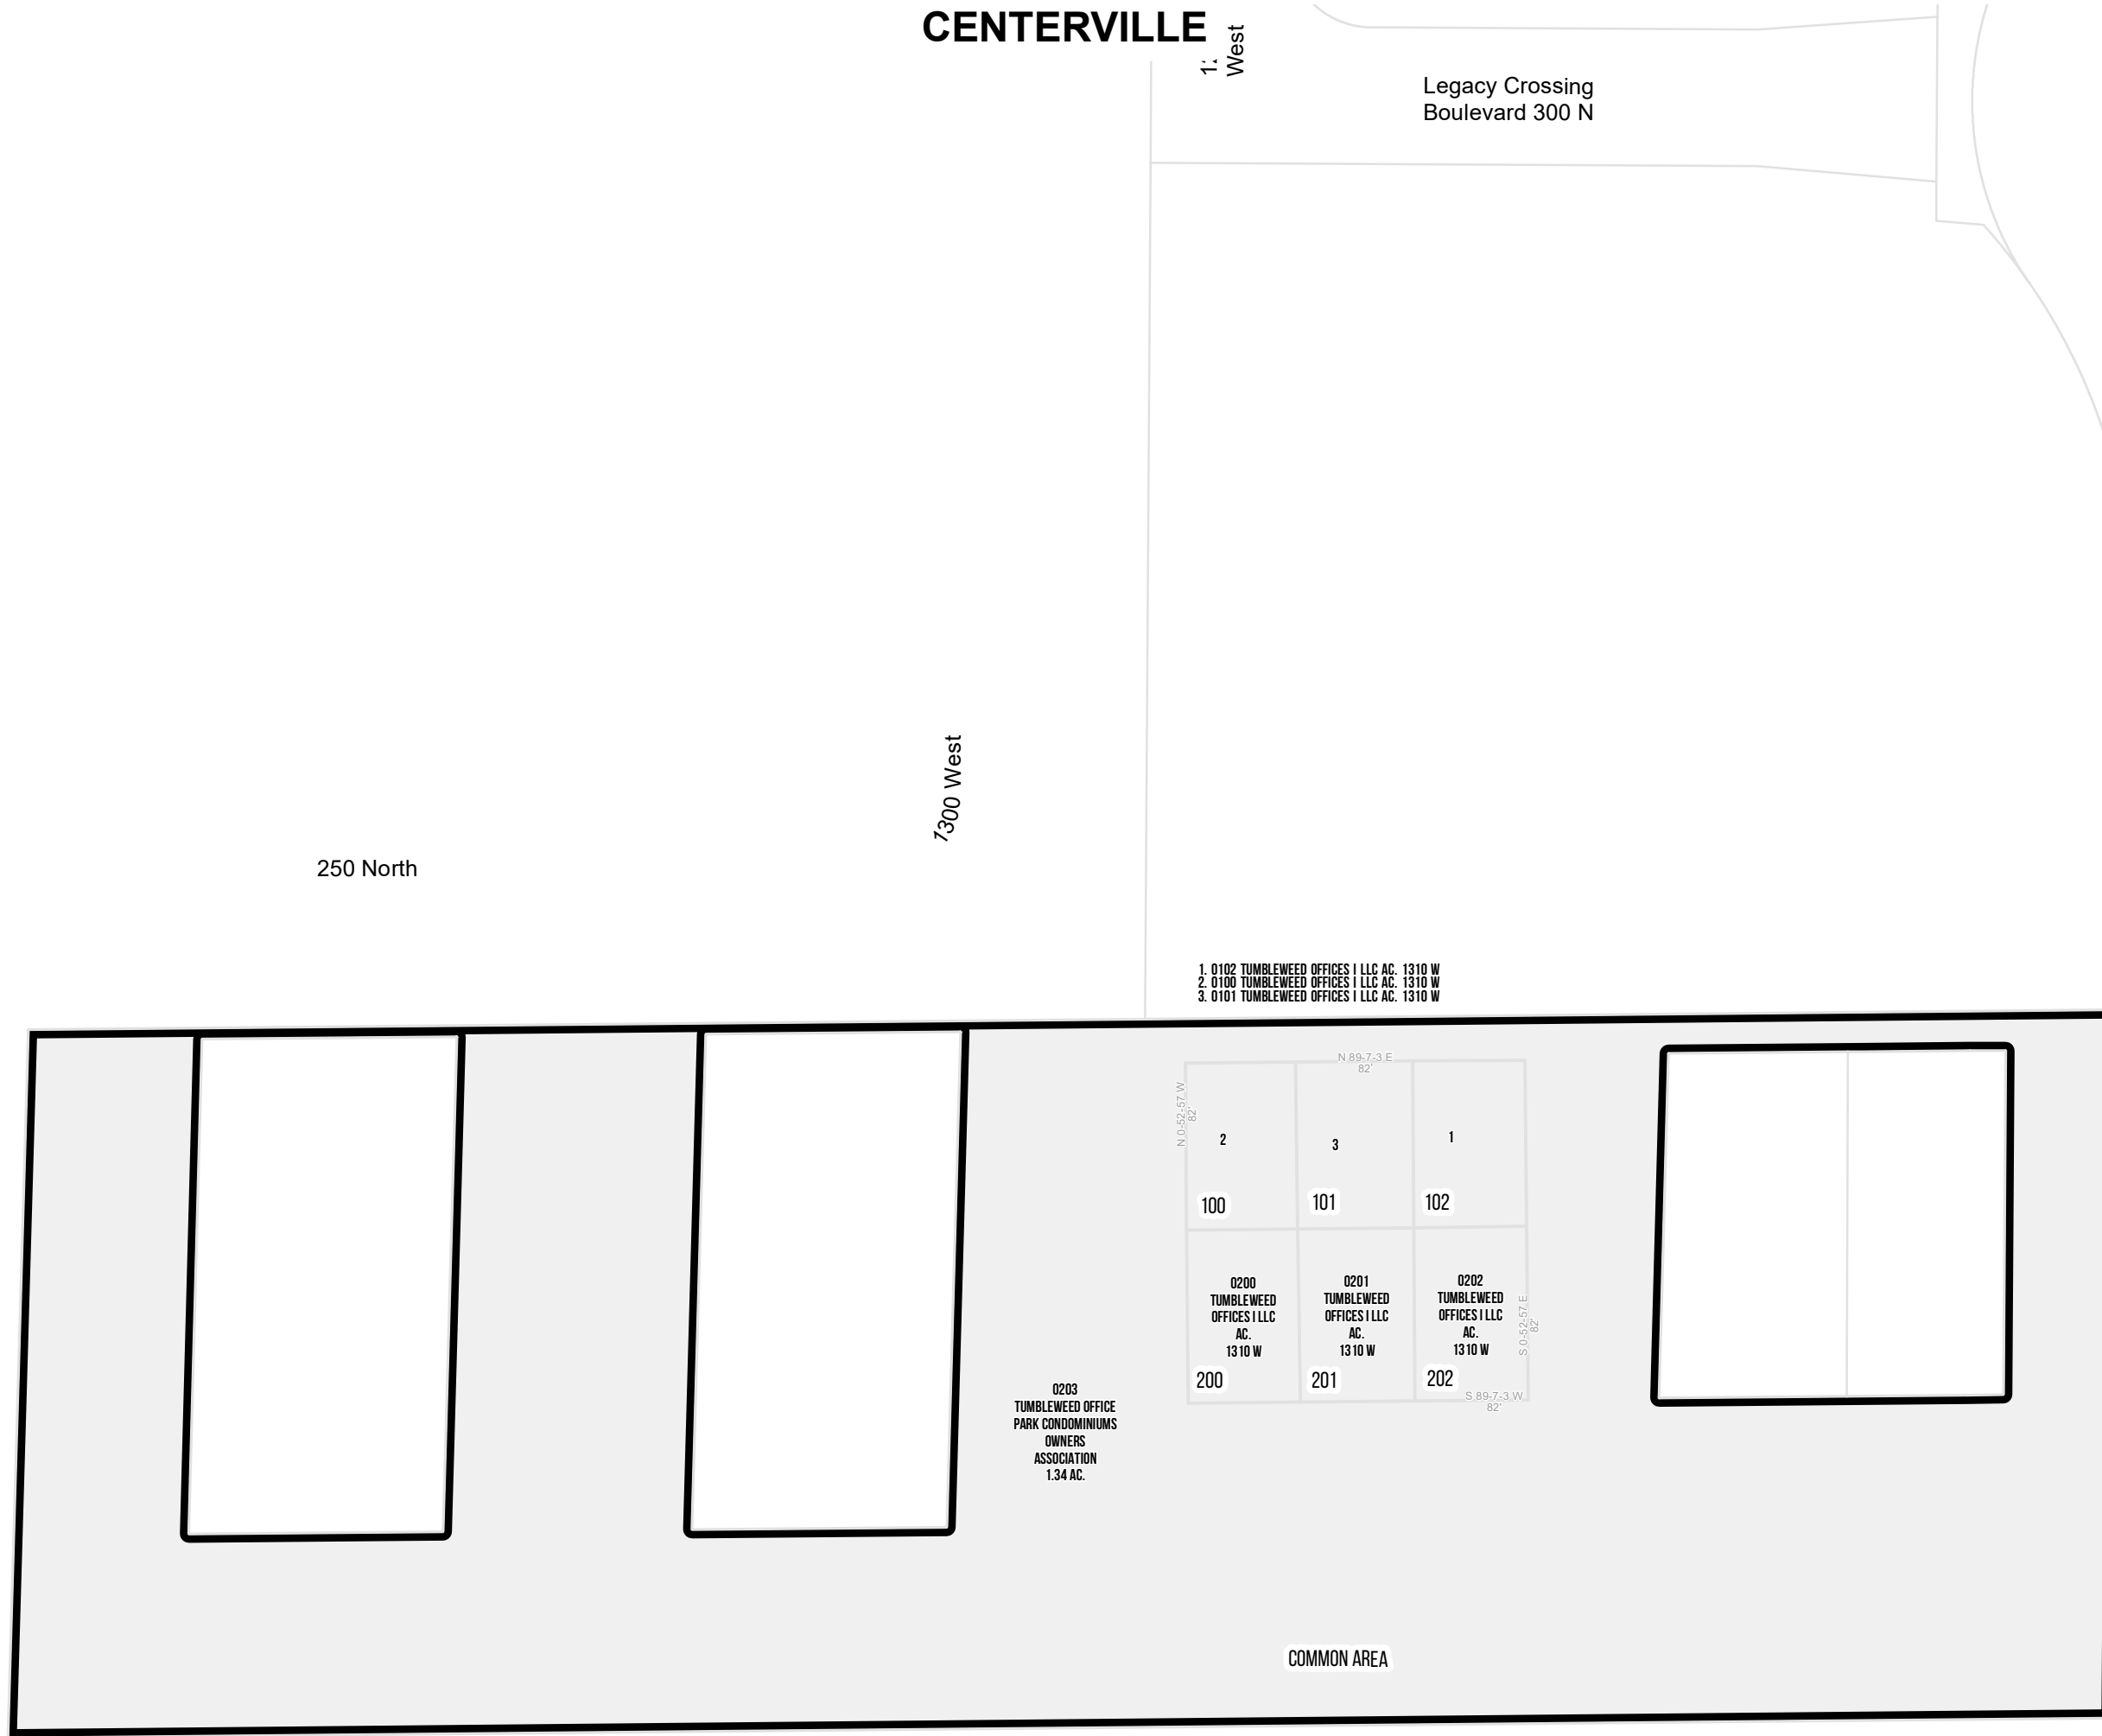 CENTERVILLE
West
Legacy Crossing
Boulevard 300 N
1300 West
250 North
1. 0102 TUMBLEWEED OFFICES I LLC AC. 1310 W
2. 0100 TUMBLEWEED OFFICES I LLC AC. 1310 W
3. 0101 TUMBLEWEED OFFICES I LLC AC. 1310 W
N 89-7-3 E
82'
N 0-52-57 W
82'
2
3
1
100
101
102
0200
TUMBLEWEED
OFFICES I LLC
AC.
1310 W
200
0201
TUMBLEWEED
OFFICES I LLC
AC.
1310 W
201
0202
TUMBLEWEED
OFFICES I LLC
AC.
1310 W
202
S 0-52-57 E
82'
S 89-7-3 W
82'
0203
TUMBLEWEED OFFICE
PARK CONDOMINIUMS
OWNERS
ASSOCIATION
1.34 AC.
COMMON AREA